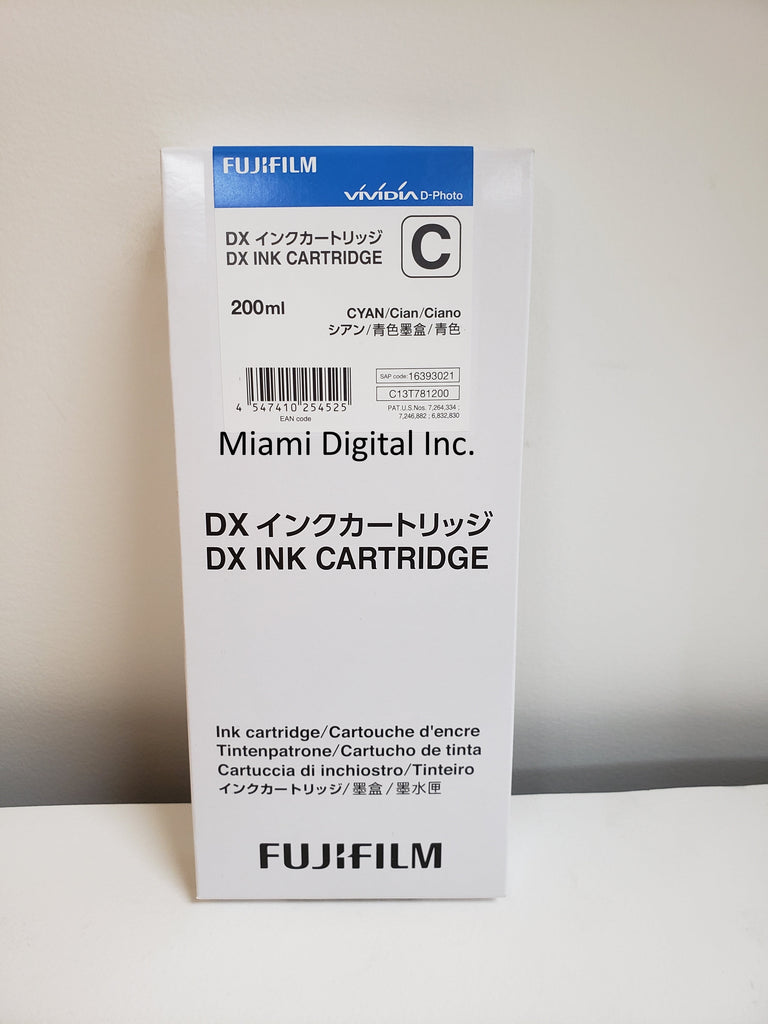 FUJIFILM
ViViDiA D-Photo
DX インクカートリッジ
DX INK CARTRIDGE
C
200ml
CYAN/Cian/Ciano
シアン/青色墨盒/青色
SAP code: 16393021
C13T781200
4 547410 254525
EAN code
PAT.U.S.Nos. 7,264,334 ;
7,246,882 ; 6,832,830
Miami Digital Inc.
DX インクカートリッジ
DX INK CARTRIDGE
Ink cartridge/Cartouche d'encre
Tintenpatrone/Cartucho de tinta
Cartuccia di inchiostro/Tinteiro
インクカートリッジ/墨盒/墨水匣
FUJIFILM